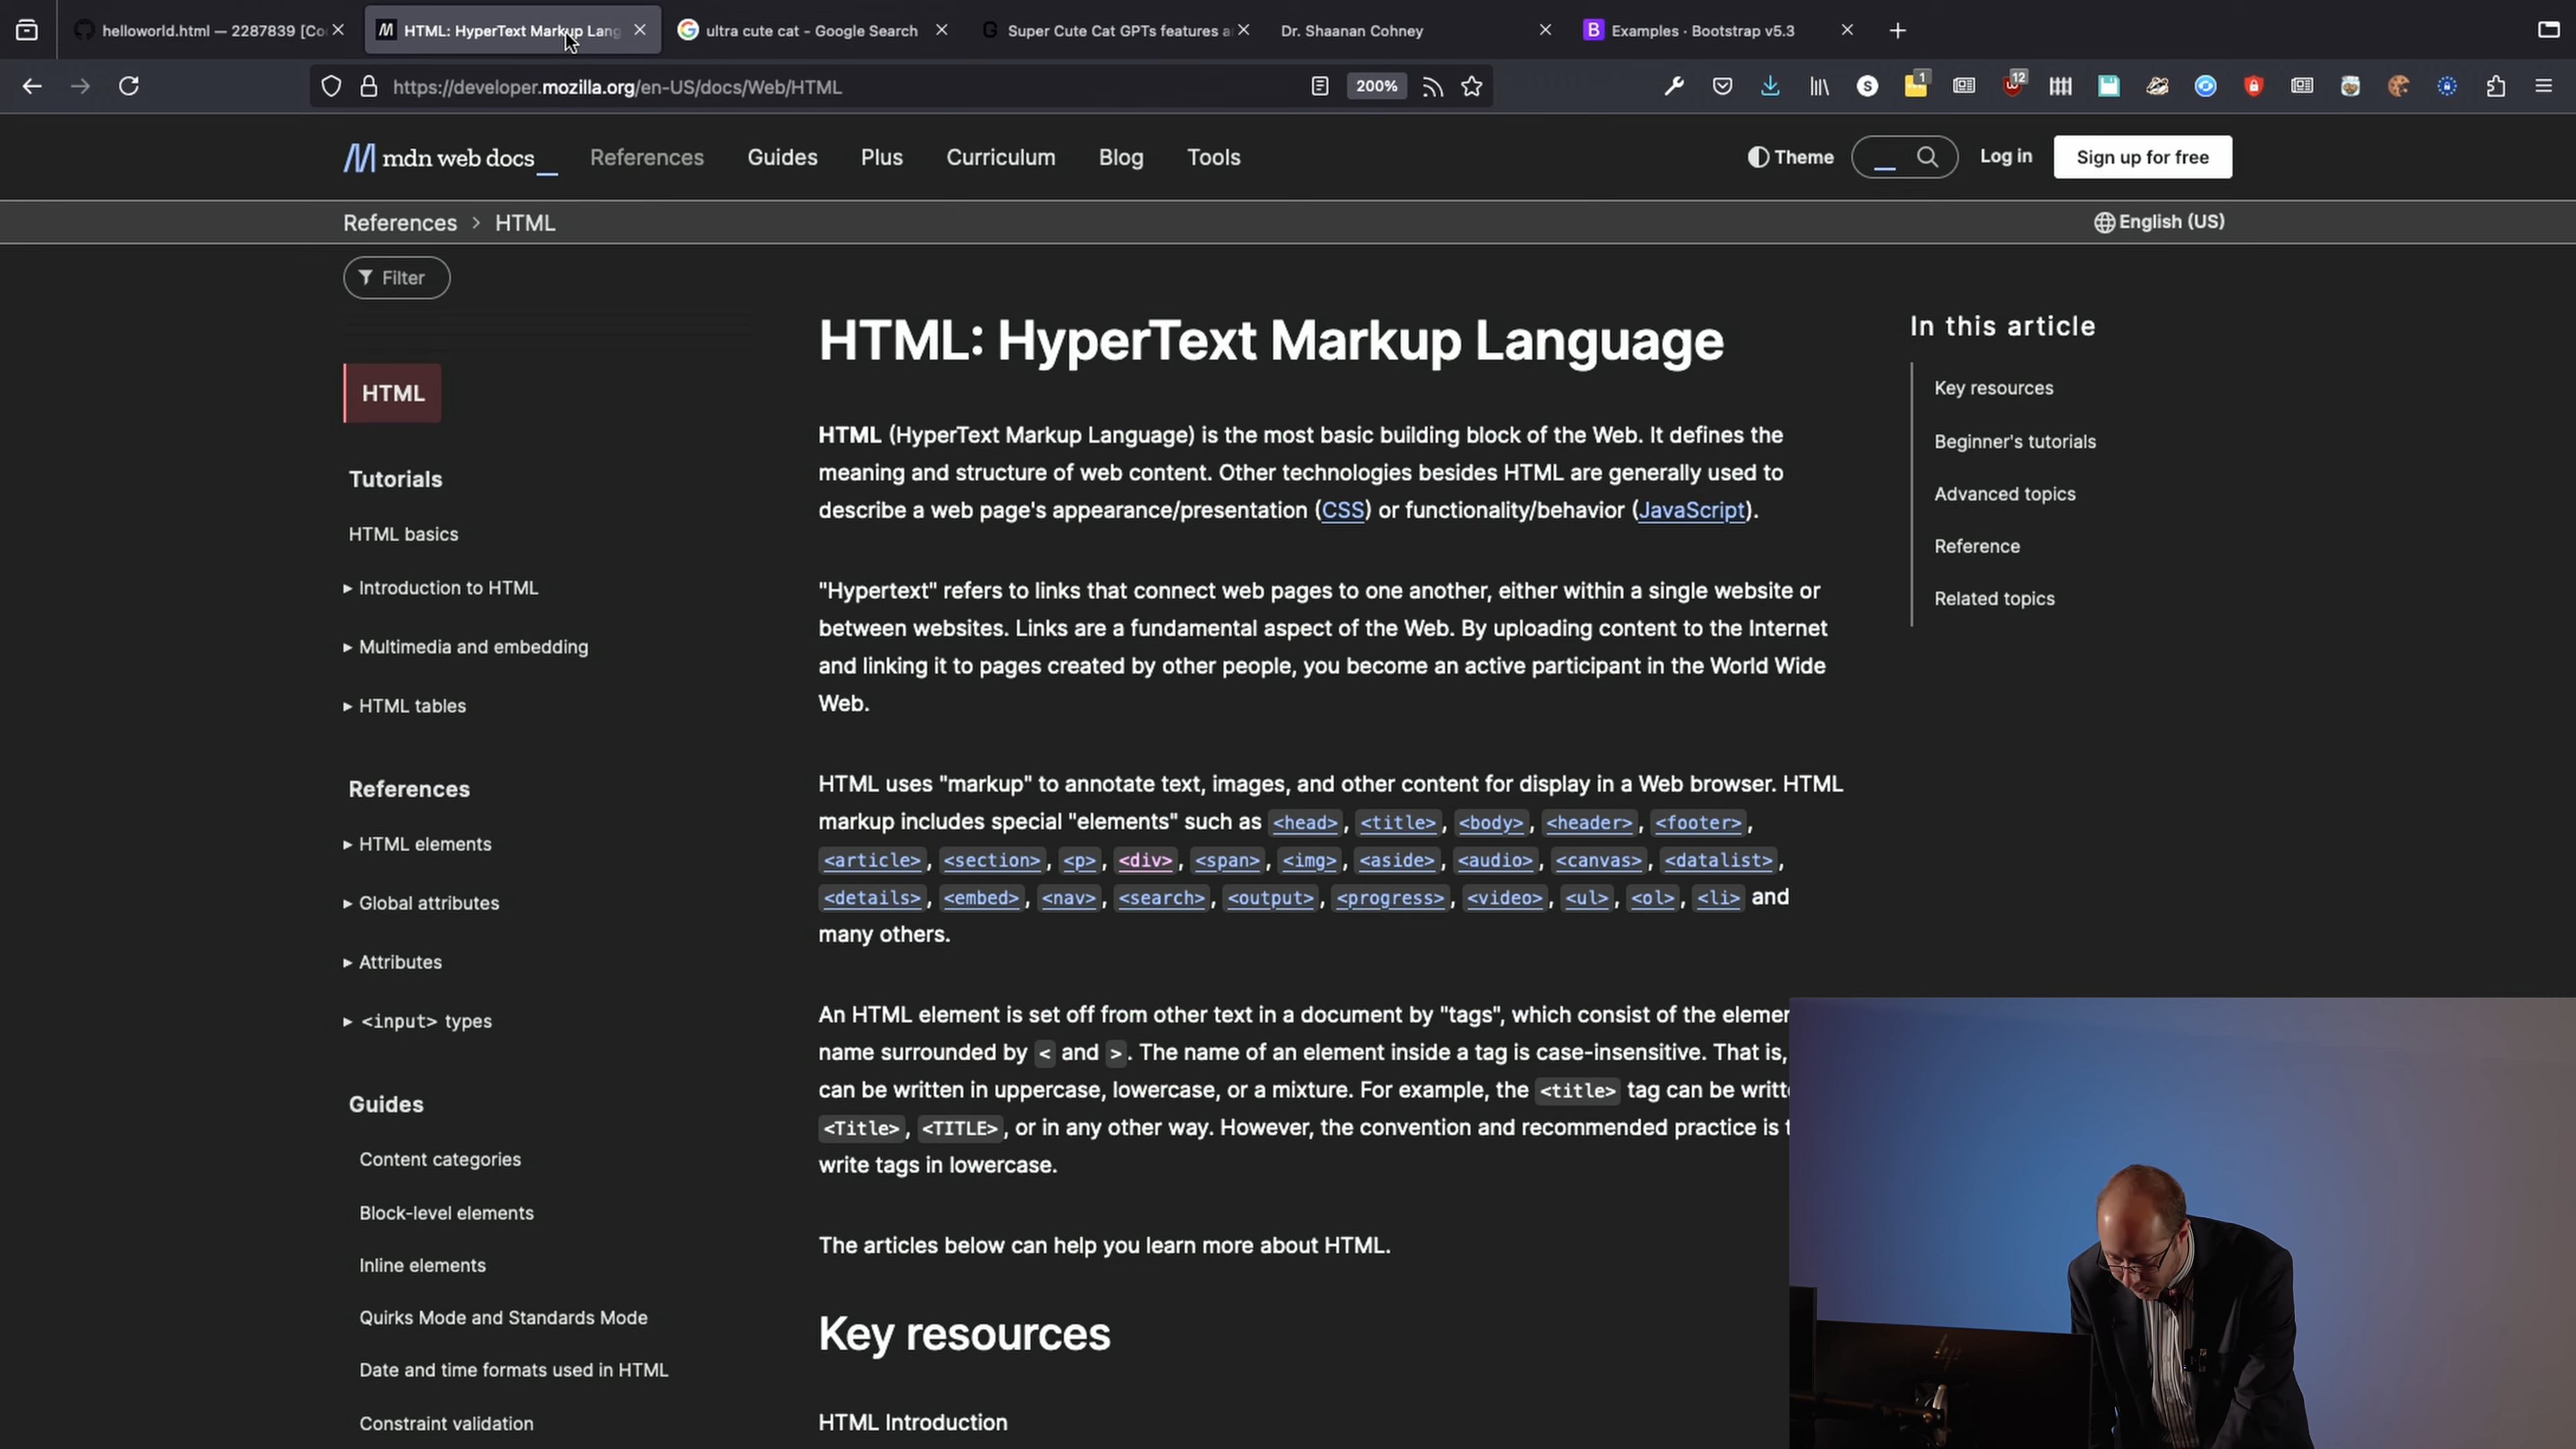 helloworld.html — 2287839 [Co
HTML: HyperText Markup Lang
ultra cute cat - Google Search
Super Cute Cat GPTs features a
Dr. Shaanan Cohney
Examples · Bootstrap v5.3
https://developer.mozilla.org/en-US/docs/Web/HTML
200%
1
12
mdn web docs_
References
Guides
Plus
Curriculum
Blog
Tools
Theme
Log in
Sign up for free
References > HTML
English (US)
Filter
HTML
Tutorials
HTML basics
Introduction to HTML
Multimedia and embedding
HTML tables
References
HTML elements
Global attributes
Attributes
<input> types
Guides
Content categories
Block-level elements
Inline elements
Quirks Mode and Standards Mode
Date and time formats used in HTML
Constraint validation
HTML: HyperText Markup Language
HTML (HyperText Markup Language) is the most basic building block of the Web. It defines the
meaning and structure of web content. Other technologies besides HTML are generally used to
describe a web page's appearance/presentation (CSS) or functionality/behavior (JavaScript).
"Hypertext" refers to links that connect web pages to one another, either within a single website or
between websites. Links are a fundamental aspect of the Web. By uploading content to the Internet
and linking it to pages created by other people, you become an active participant in the World Wide
Web.
HTML uses "markup" to annotate text, images, and other content for display in a Web browser. HTML
markup includes special "elements" such as <head>, <title>, <body>, <header>, <footer>,
<article>, <section>, <p>, <div>, <span>, <img>, <aside>, <audio>, <canvas>, <datalist>,
<details>, <embed>, <nav>, <search>, <output>, <progress>, <video>, <ul>, <ol>, <li> and
many others.
An HTML element is set off from other text in a document by "tags", which consist of the elemen
name surrounded by < and >. The name of an element inside a tag is case-insensitive. That is,
can be written in uppercase, lowercase, or a mixture. For example, the <title> tag can be writt
<Title>, <TITLE>, or in any other way. However, the convention and recommended practice is t
write tags in lowercase.
The articles below can help you learn more about HTML.
Key resources
HTML Introduction
In this article
Key resources
Beginner's tutorials
Advanced topics
Reference
Related topics